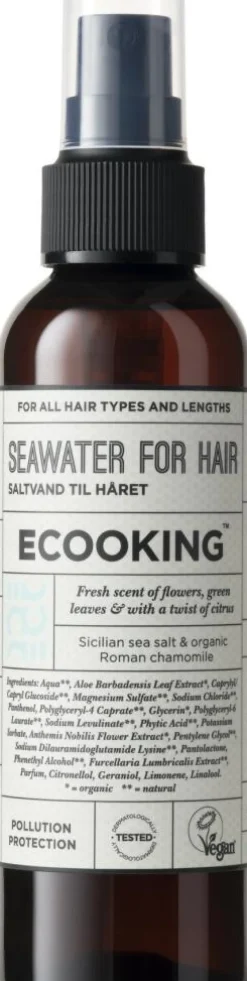 FOR ALL HAIR TYPES AND LENGTHS
SEAWATER FOR HAIR
SALTVAND TIL HÅRET
ECOOKING™
Fresh scent of flowers, green
leaves & with a twist of citrus
Sicilian sea salt & organic
Roman chamomile
Ingredients: Aqua**, Aloe Barbadensis Leaf Extract*, Caprylyl/
Capryl Glucoside**, Magnesium Sulfate**, Sodium Chloride**,
Panthenol, Polyglyceryl-4 Caprate**, Glycerin*, Polyglyceryl-6
Laurate**, Sodium Levulinate**, Phytic Acid**, Potassium
Sorbate, Anthemis Nobilis Flower Extract*, Pentylene Glycol**,
Sodium Dilauramidoglutamide Lysine**, Pantolactone,
Phenethyl Alcohol**, Furcellaria Lumbricalis Extract**,
Parfum, Citronellol, Geraniol, Limonene, Linalool.
* = organic ** = natural
POLLUTION
PROTECTION
DERMATOLOGICALLY
TESTED
DERMATOLOGICALLY
Vegan